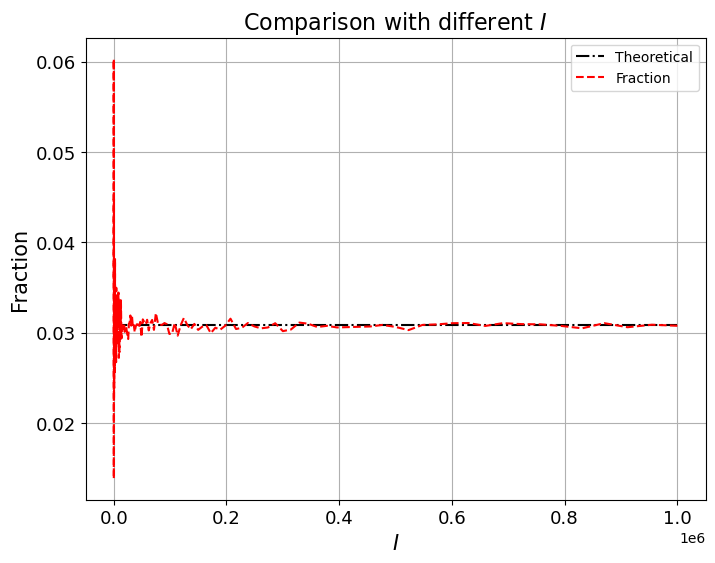 Comparison with different I
Theoretical
Fraction
0.06
0.05
0.04
0.03
0.02
Fraction
0.0
0.2
0.4
0.6
0.8
1.0
1e6
I